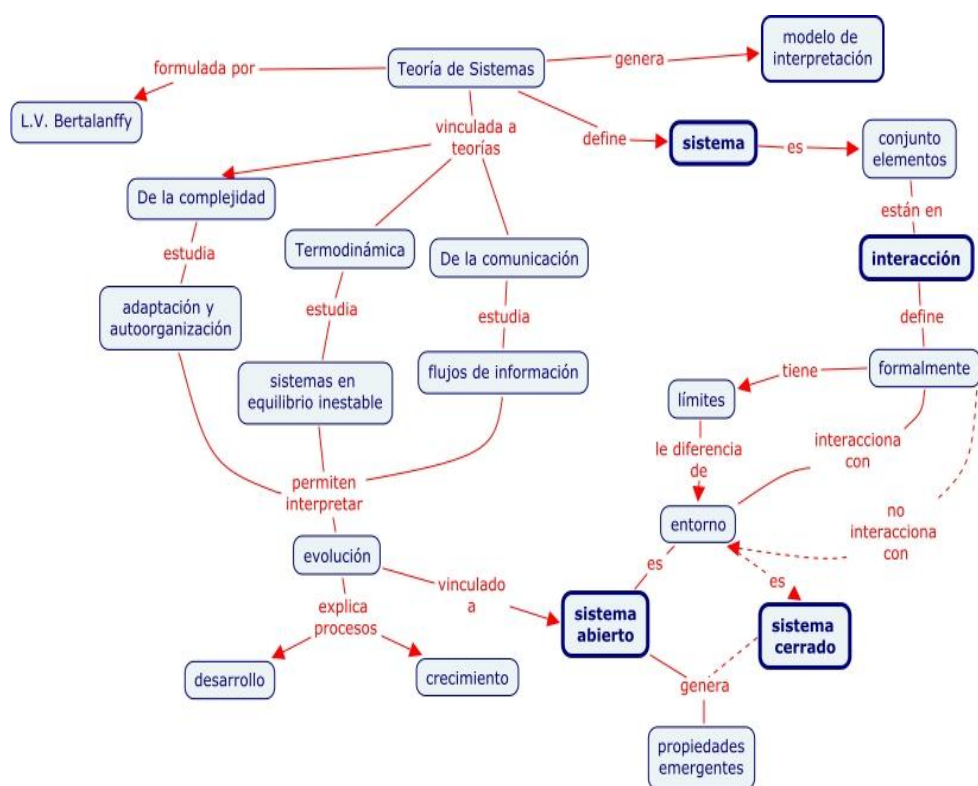 modelo de
interpretación
genera
Teoría de Sistemas
formulada por
L.V. Bertalanffy
vinculada a
teorías
define
sistema
es
conjunto
elementos
De la complejidad
están en
estudia
Termodinámica
De la comunicación
interacción
adaptación y
autoorganización
estudia
estudia
define
sistemas en
equilibrio inestable
flujos de información
tiene
formalmente
límites
le diferencia
de
interacciona
con
permiten
interpretar
entorno
no
interacciona
con
evolución
vinculado
a
es
es
explica
procesos
sistema
abierto
sistema
cerrado
desarrollo
crecimiento
genera
propiedades
emergentes